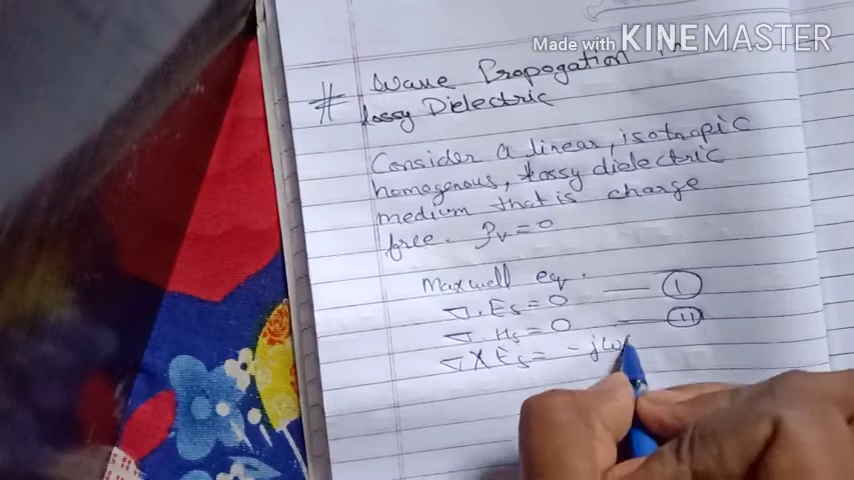 Made with KINEMASTER
# Wave Propogation in
lossy Dielectric
Consider a linear, isotropic
homogenous, lossy dielectric
medium that is charge
free. ρv = 0
Maxwell eq.
∇. Es = 0 — (I)
∇. Hs = 0 — (II)
∇ X Es = - jω